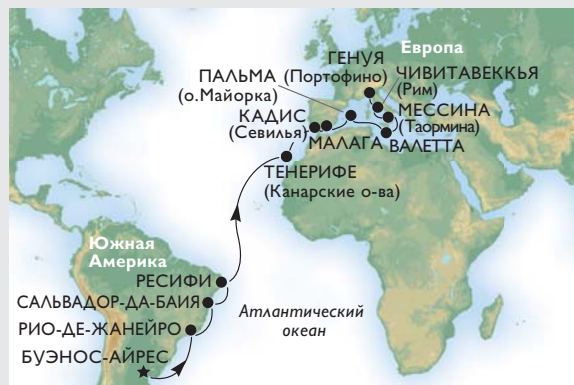 ГЕНУЯ
Европа
ПАЛЬМА (Портофино)
ЧИВИТАВЕККЬЯ
(о.Майорка)
(Рим)
КАДИС
МЕССИНА
(Севилья)
(Таормина)
МАЛАГА
ВАЛЕТТА
ТЕНЕРИФЕ
(Канарские о-ва)
Южная
Америка
РЕСИФИ
САЛЬВАДОР-ДА-БАИЯ
Атлантический
океан
РИО-ДЕ-ЖАНЕЙРО
БУЭНОС-АЙРЕС